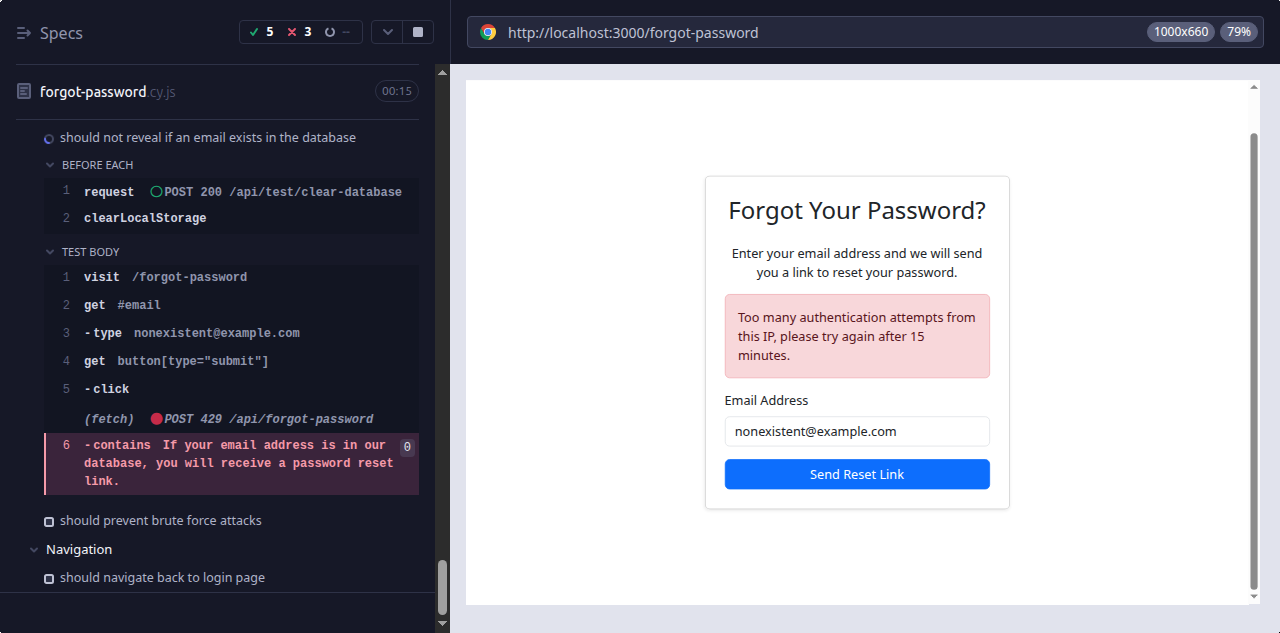 Specs
5 3 --
http://localhost:3000/forgot-password
1000x660 79%
forgot-password.cy.js 00:15
should not reveal if an email exists in the database
BEFORE EACH
1 request POST 200 /api/test/clear-database
2 clearLocalStorage
TEST BODY
1 visit /forgot-password
2 get #email
3 -type nonexistent@example.com
4 get button[type="submit"]
5 -click
(fetch) POST 429 /api/forgot-password
6 -contains If your email address is in our 0
database, you will receive a password reset
link.
should prevent brute force attacks
Navigation
should navigate back to login page
Forgot Your Password?
Enter your email address and we will send
you a link to reset your password.
Too many authentication attempts from
this IP, please try again after 15
minutes.
Email Address
nonexistent@example.com
Send Reset Link